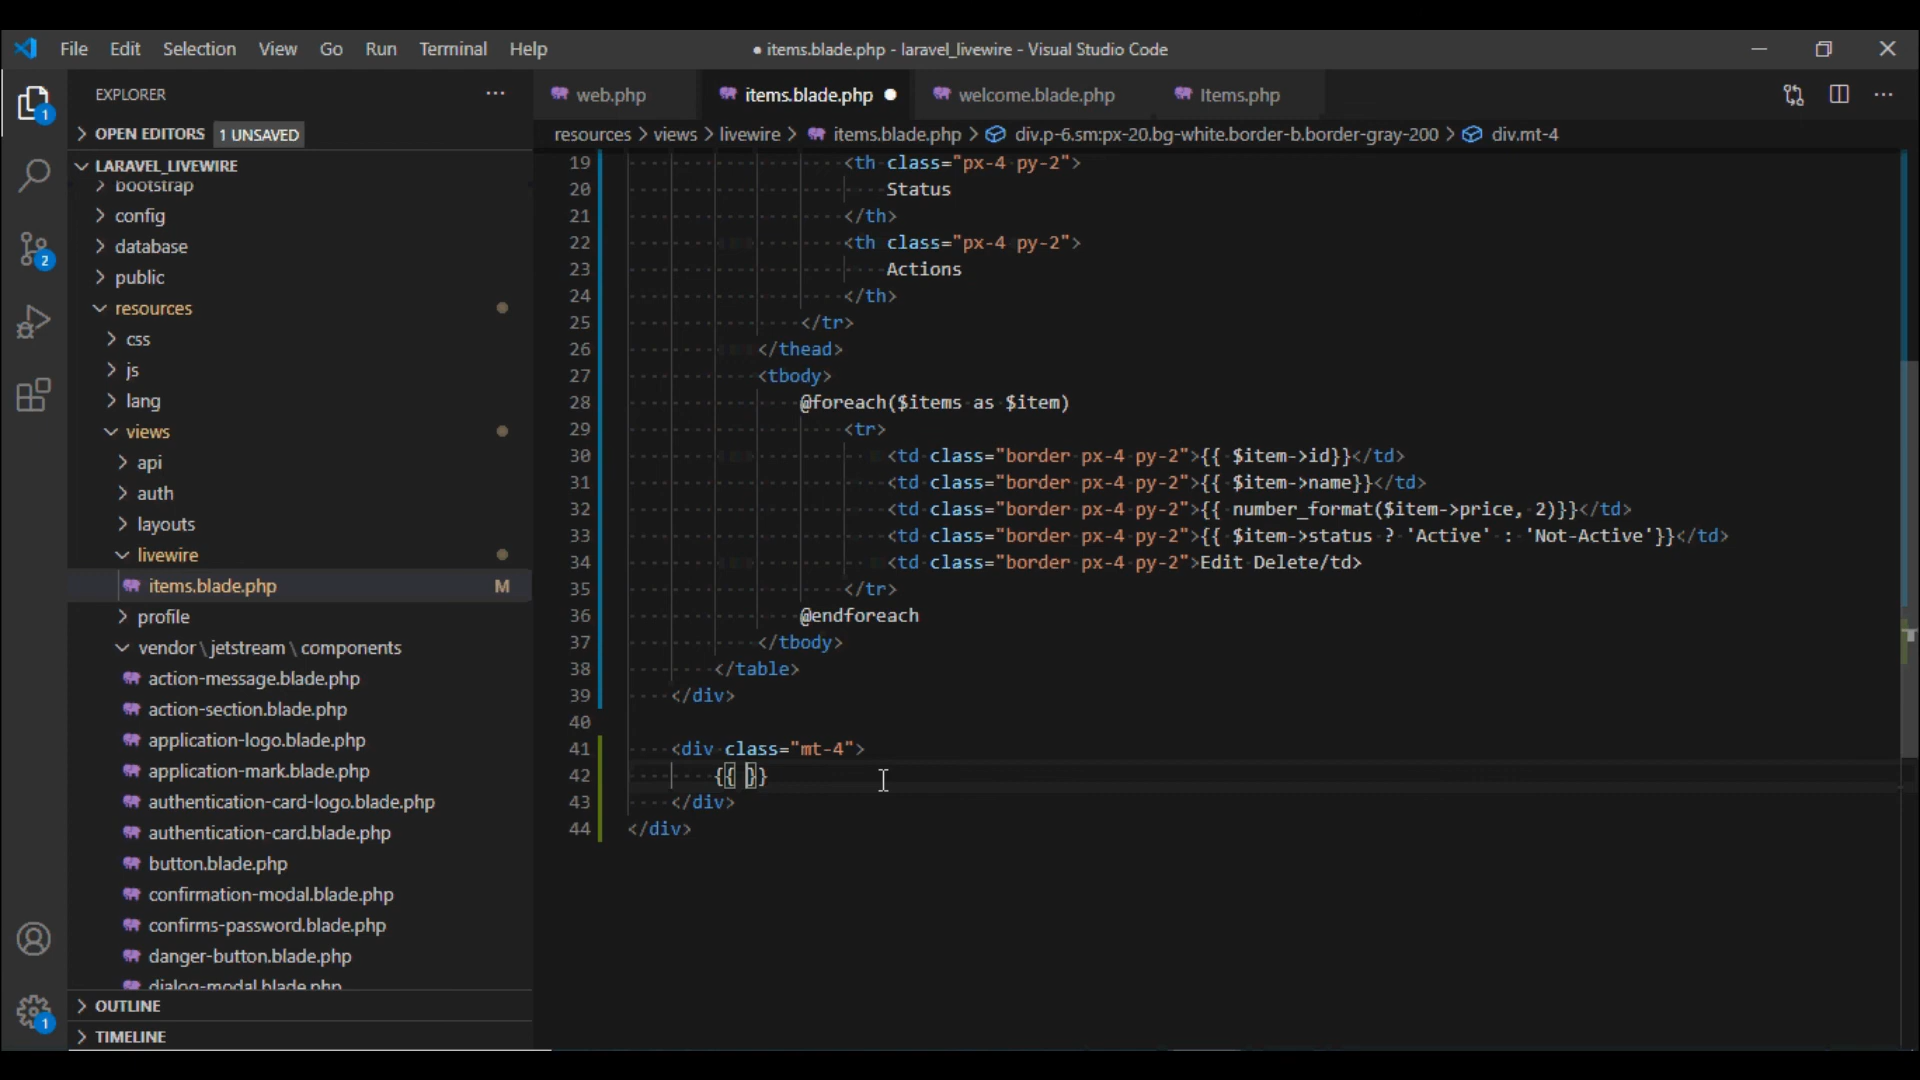 File Edit Selection View Go Run Terminal Help
● items.blade.php - laravel_livewire - Visual Studio Code
EXPLORER
OPEN EDITORS 1 UNSAVED
LARAVEL_LIVEWIRE
bootstrap
config
database
public
resources
css
js
lang
views
api
auth
layouts
livewire
items.blade.php M
profile
vendor\jetstream\components
action-message.blade.php
action-section.blade.php
application-logo.blade.php
application-mark.blade.php
authentication-card-logo.blade.php
authentication-card.blade.php
button.blade.php
confirmation-modal.blade.php
confirms-password.blade.php
danger-button.blade.php
dialog-modal.blade.php
OUTLINE
TIMELINE
1
2
1
web.php items.blade.php ● welcome.blade.php Items.php
resources > views > livewire > items.blade.php > div.p-6.sm:px-20.bg-white.border-b.border-gray-200 > div.mt-4
19 <th class="px-4 py-2">
20 Status
21 </th>
22 <th class="px-4 py-2">
23 Actions
24 </th>
25 </tr>
26 </thead>
27 <tbody>
28 @foreach($items as $item)
29 <tr>
30 <td class="border px-4 py-2">{{ $item->id}}</td>
31 <td class="border px-4 py-2">{{ $item->name}}</td>
32 <td class="border px-4 py-2">{{ number_format($item->price, 2)}}</td>
33 <td class="border px-4 py-2">{{ $item->status ? 'Active' : 'Not-Active'}}</td>
34 <td class="border px-4 py-2">Edit Delete/td>
35 </tr>
36 @endforeach
37 </tbody>
38 </table>
39 </div>
40
41 <div class="mt-4">
42 {{ }}
43 </div>
44 </div>